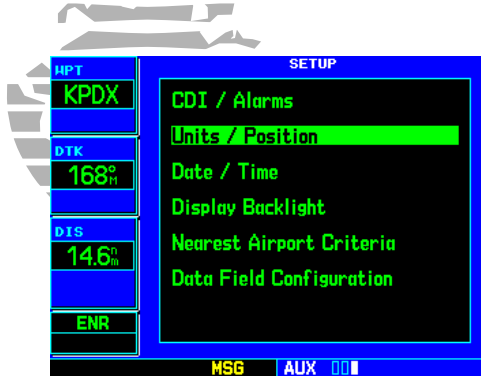 WPT
KPDX
DTK
168°M
DIS
14.6nm
ENR
SETUP
CDI / Alarms
Units / Position
Date / Time
Display Backlight
Nearest Airport Criteria
Data Field Configuration
MSG
AUX